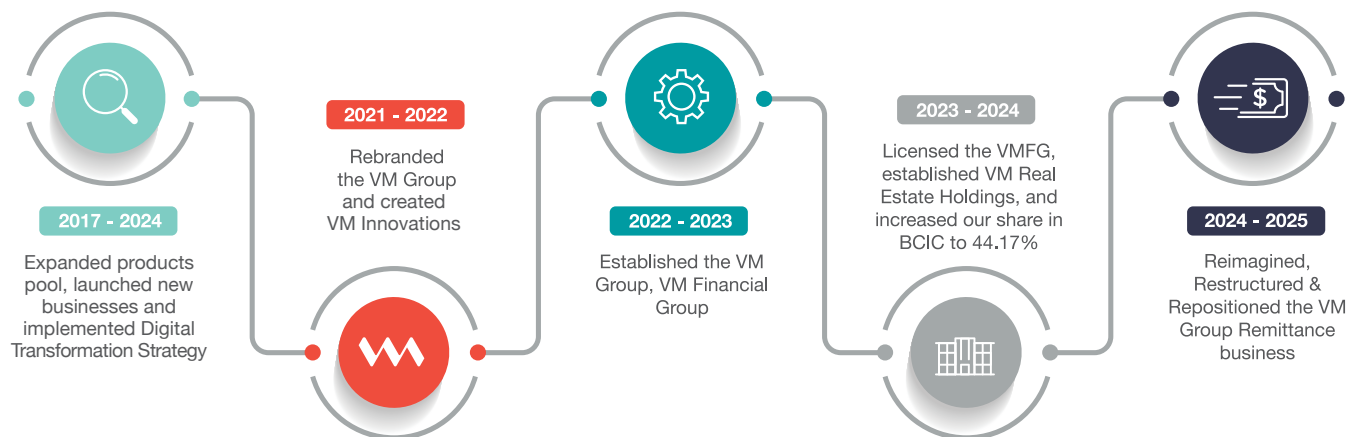 2017 - 2024
Expanded products
pool, launched new
businesses and
implemented Digital
Transformation Strategy
2021 - 2022
Rebranded
the VM Group
and created
VM Innovations
VM
2022 - 2023
Established the VM
Group, VM Financial
Group
2023 - 2024
Licensed the VMFG,
established VM Real
Estate Holdings, and
increased our share in
BCIC to 44.17%
$
2024 - 2025
Reimagined,
Restructured &
Repositioned the VM
Group Remittance
business